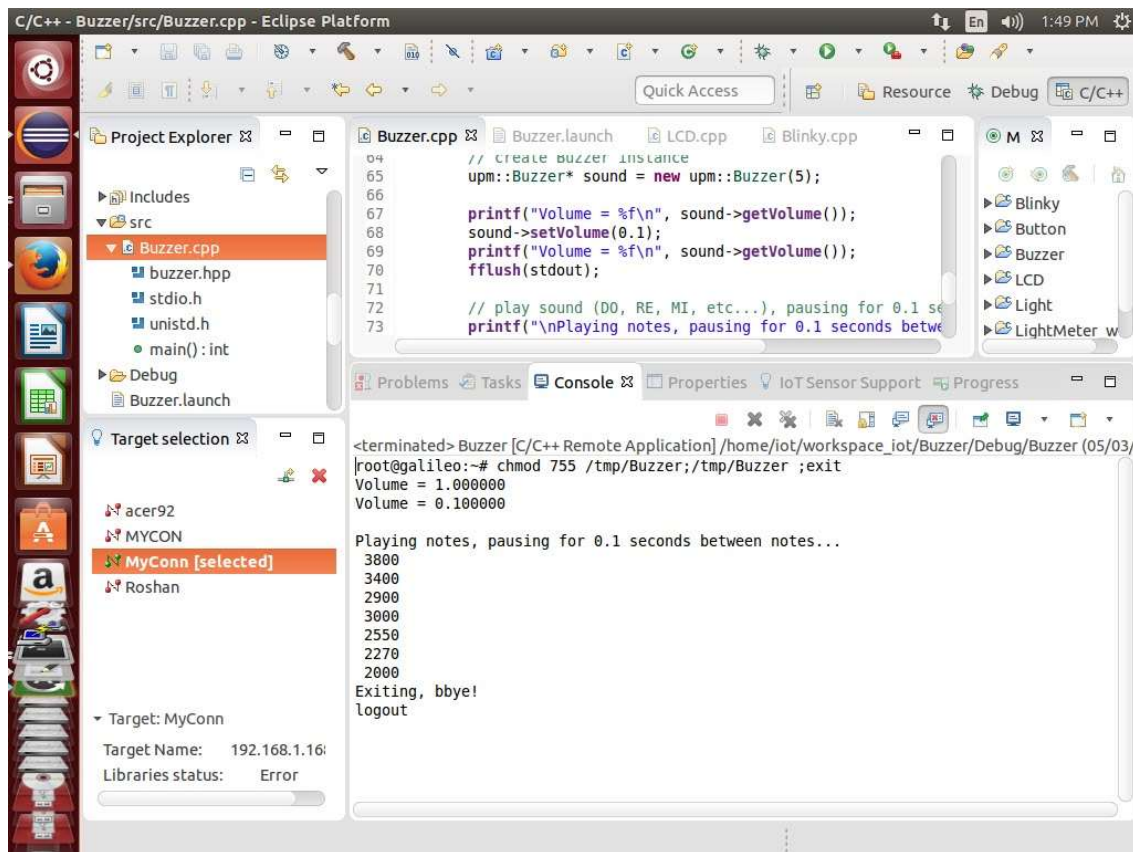 C/C++ - Buzzer/src/Buzzer.cpp - Eclipse Platform
En
1:49 PM
Quick Access
Resource
Debug
C/C++
Project Explorer
Includes
src
Buzzer.cpp
buzzer.hpp
stdio.h
unistd.h
main() : int
Debug
Buzzer.launch
Target selection
acer92
MYCON
MyConn [selected]
Roshan
Target: MyConn
Target Name: 192.168.1.16
Libraries status: Error
Buzzer.cpp Buzzer.launch LCD.cpp Blinky.cpp
64 // create Buzzer instance
65 upm::Buzzer* sound = new upm::Buzzer(5);
66
67 printf("Volume = %f\n", sound->getVolume());
68 sound->setVolume(0.1);
69 printf("Volume = %f\n", sound->getVolume());
70 fflush(stdout);
71
72 // play sound (DO, RE, MI, etc...), pausing for 0.1 se
73 printf("\nPlaying notes, pausing for 0.1 seconds betwe
M
Blinky
Button
Buzzer
LCD
Light
LightMeter_w
Problems Tasks Console Properties IoT Sensor Support Progress
<terminated> Buzzer [C/C++ Remote Application] /home/iot/workspace_iot/Buzzer/Debug/Buzzer (05/03/
root@galileo:~# chmod 755 /tmp/Buzzer;/tmp/Buzzer ;exit
Volume = 1.000000
Volume = 0.100000
Playing notes, pausing for 0.1 seconds between notes...
3800
3400
2900
3000
2550
2270
2000
Exiting, bbye!
logout